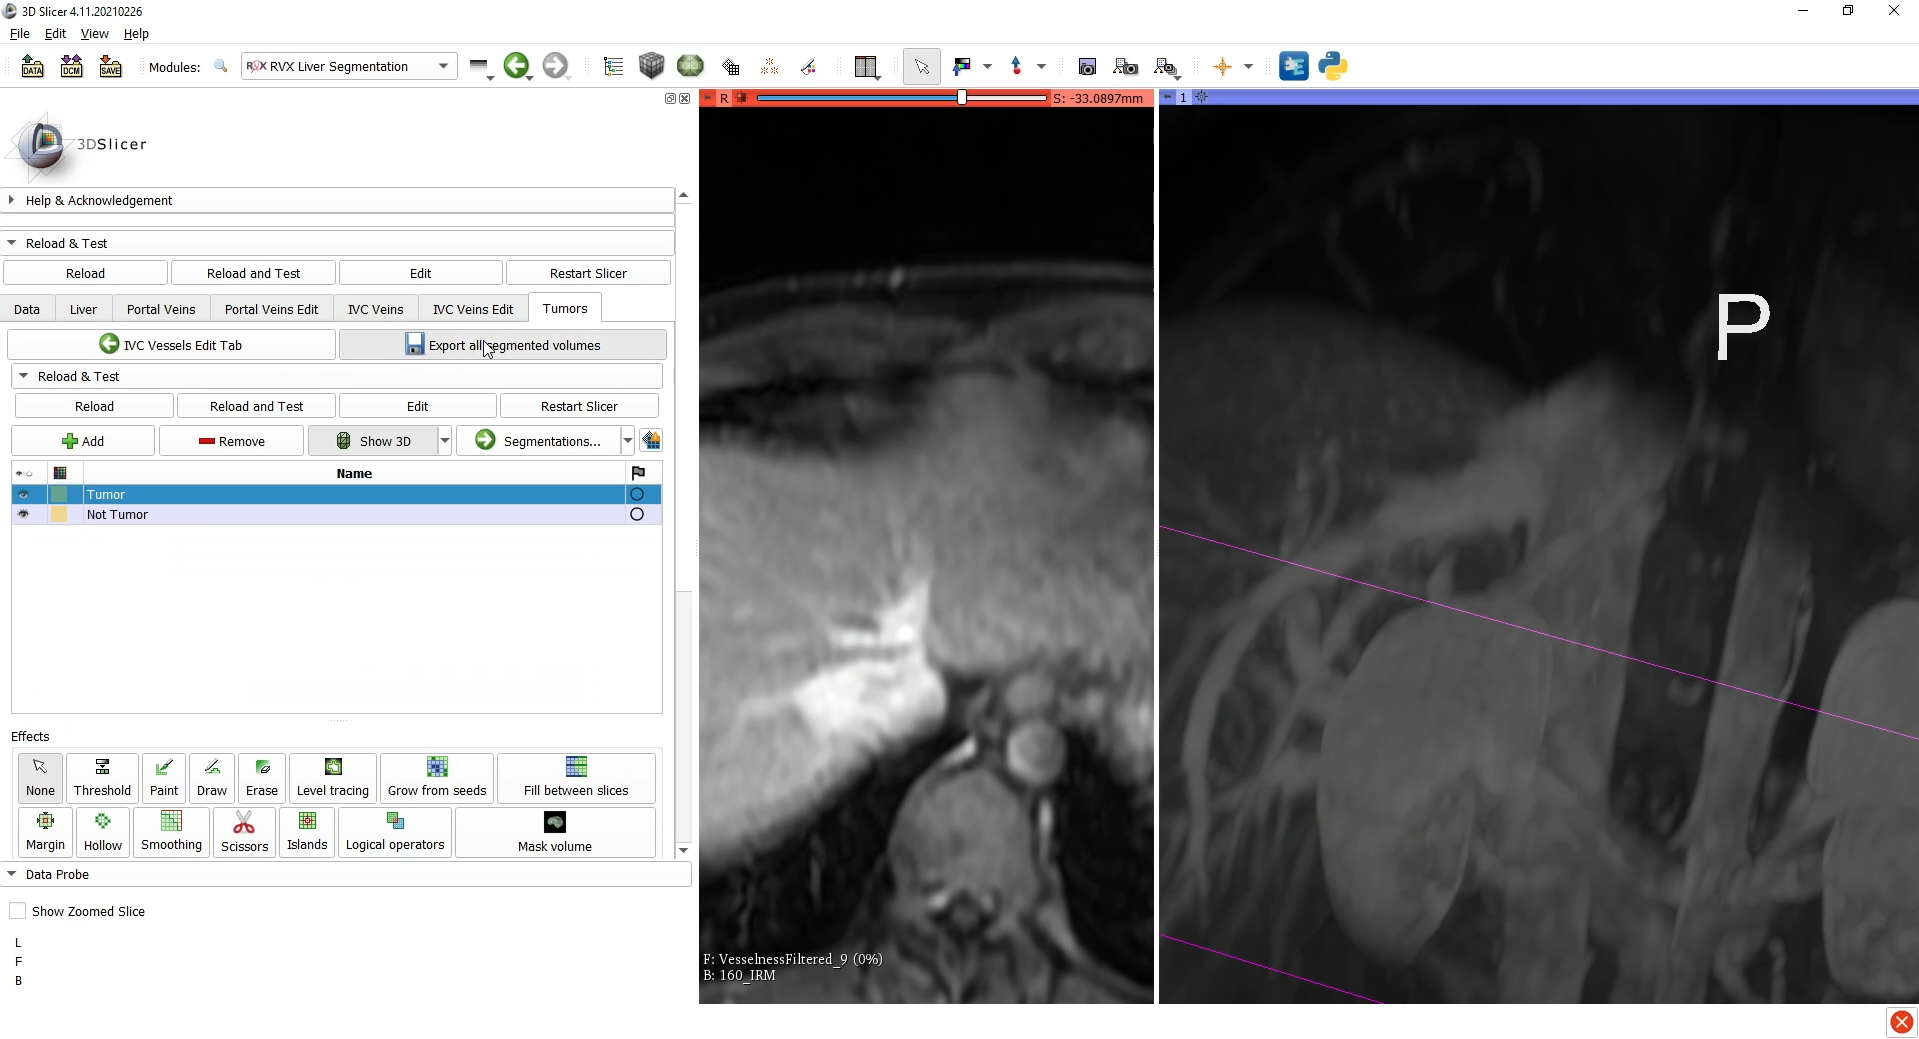 3D Slicer 4.11.20210226
File Edit View Help
DATA DCM SAVE Modules: RVX RVX Liver Segmentation
R S: -33.0897mm
1
3DSlicer
Help & Acknowledgement
Reload & Test
Reload Reload and Test Edit Restart Slicer
Data Liver Portal Veins Portal Veins Edit IVC Veins IVC Veins Edit Tumors
IVC Vessels Edit Tab Export all segmented volumes
Reload & Test
Reload Reload and Test Edit Restart Slicer
Add Remove Show 3D Segmentations...
Name
Tumor
Not Tumor
Effects
None Threshold Paint Draw Erase Level tracing Grow from seeds Fill between slices
Margin Hollow Smoothing Scissors Islands Logical operators Mask volume
Data Probe
Show Zoomed Slice
L
F
B
F: VesselnessFiltered_9 (0%)
B: 160_IRM
P